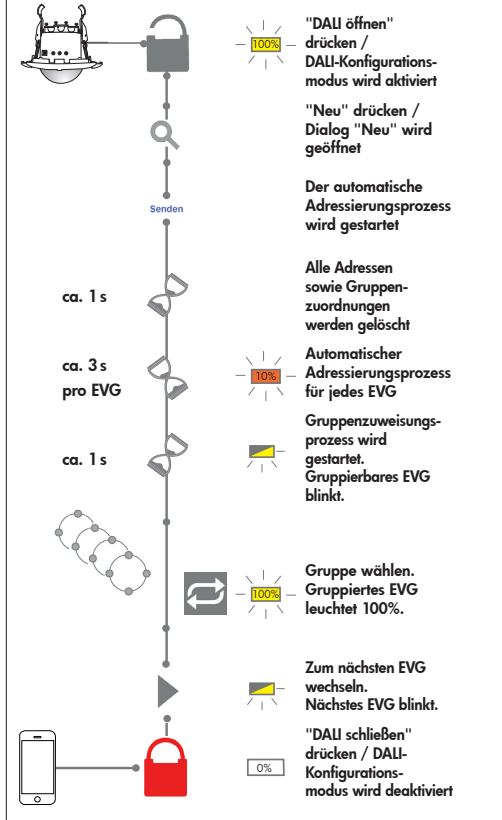 100%
"DALI öffnen"
drücken /
DALI-Konfigurations-
modus wird aktiviert
"Neu" drücken /
Dialog "Neu" wird
geöffnet
Senden
Der automatische
Adressierungsprozess
wird gestartet
ca. 1 s
Alle Adressen
sowie Gruppen-
zuordnungen
werden gelöscht
ca. 3 s
pro EVG
10%
Automatischer
Adressierungsprozess
für jedes EVG
ca. 1 s
Gruppenzuweisungs-
prozess wird
gestartet.
Gruppierbares EVG
blinkt.
100%
Gruppe wählen.
Gruppiertes EVG
leuchtet 100%.
Zum nächsten EVG
wechseln.
Nächstes EVG blinkt.
0%
"DALI schließen"
drücken / DALI-
Konfigurations-
modus wird deaktiviert